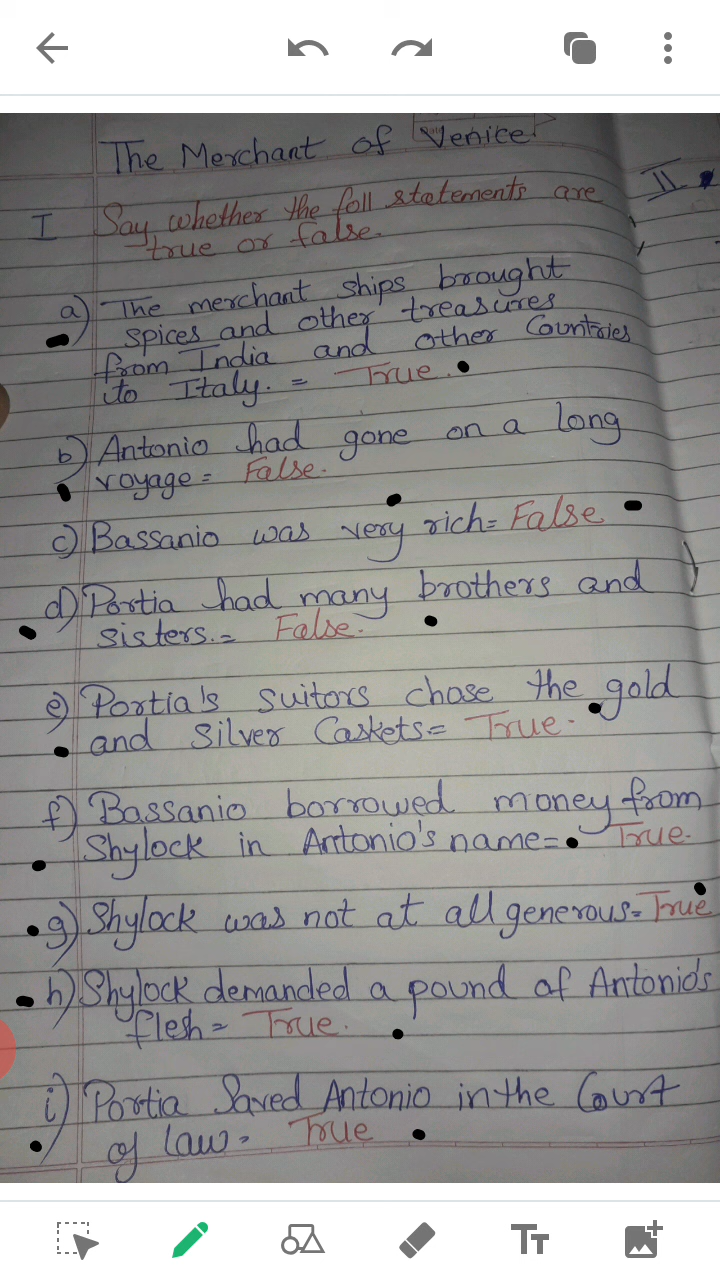 The Merchant of Venice
II
I Say, whether the foll statements are
true or false.
a) The merchant ships brought
spices and other treasures
from India and other Countries
to Italy. = True.
b) Antonio had gone on a long
voyage = False.
c) Bassanio was very rich= False
d) Portia had many brothers and
sisters.= False.
e) Portia's suitors chose the gold
and Silver Caskets= True.
f) Bassanio borrowed money from
Shylock in Antonio's name= True.
g) Shylock was not at all generous= True
h) Shylock demanded a pound of Antonio's
flesh= True.
i) Portia Saved Antonio in the Court
of law= True
TT